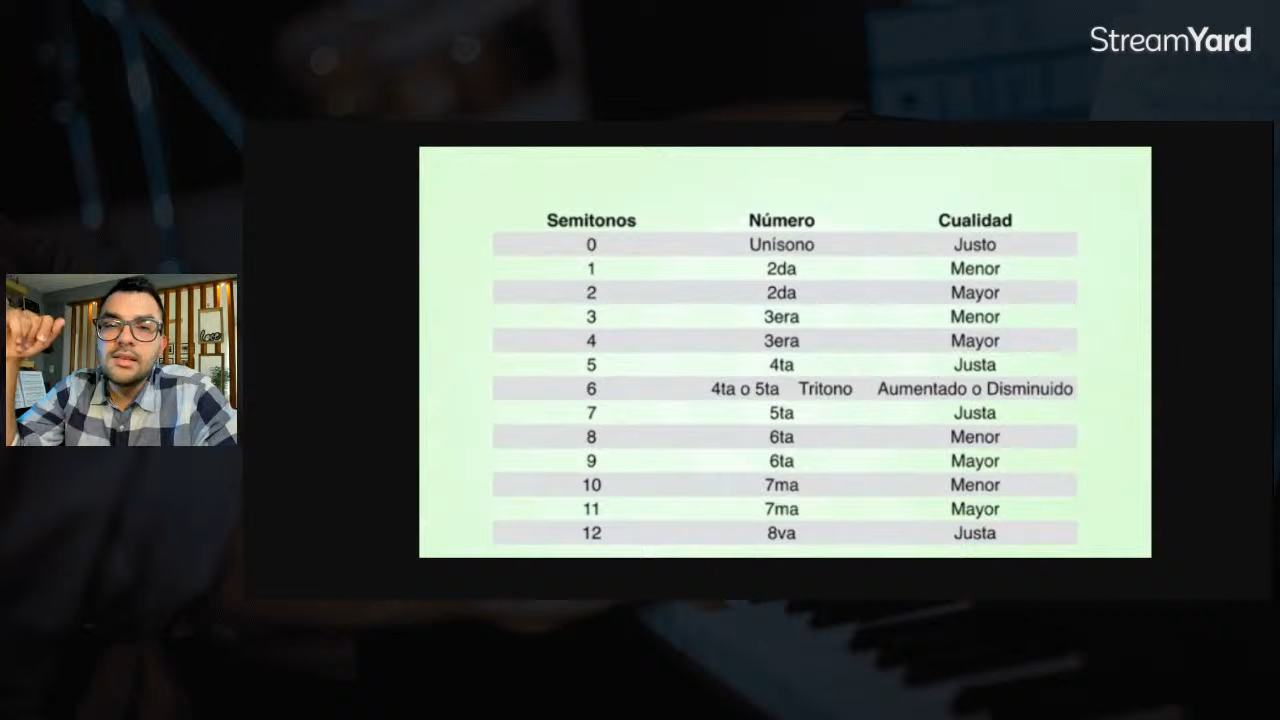 StreamYard
Semitonos Número Cualidad
0 Unísono Justo
1 2da Menor
2 2da Mayor
3 3era Menor
4 3era Mayor
5 4ta Justa
6 4ta o 5ta Tritono Aumentado o Disminuido
7 5ta Justa
8 6ta Menor
9 6ta Mayor
10 7ma Menor
11 7ma Mayor
12 8va Justa